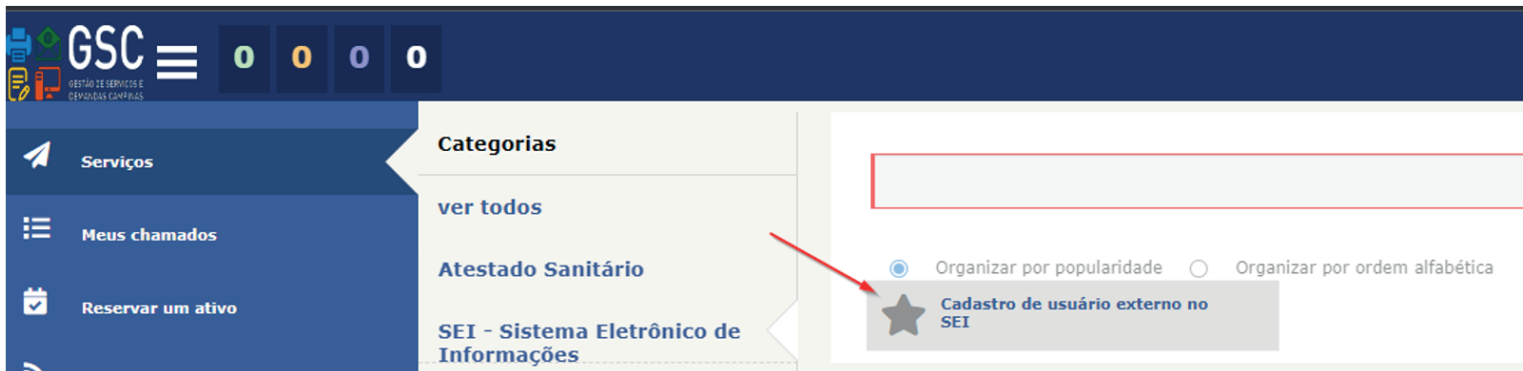 GSC
GESTÃO DE SERVIÇOS E
DEMANDAS CAMPINAS
0 0 0 0
Serviços
Meus chamados
Reservar um ativo
Categorias
ver todos
Atestado Sanitário
SEI - Sistema Eletrônico de
Informações
Organizar por popularidade
Organizar por ordem alfabética
Cadastro de usuário externo no
SEI